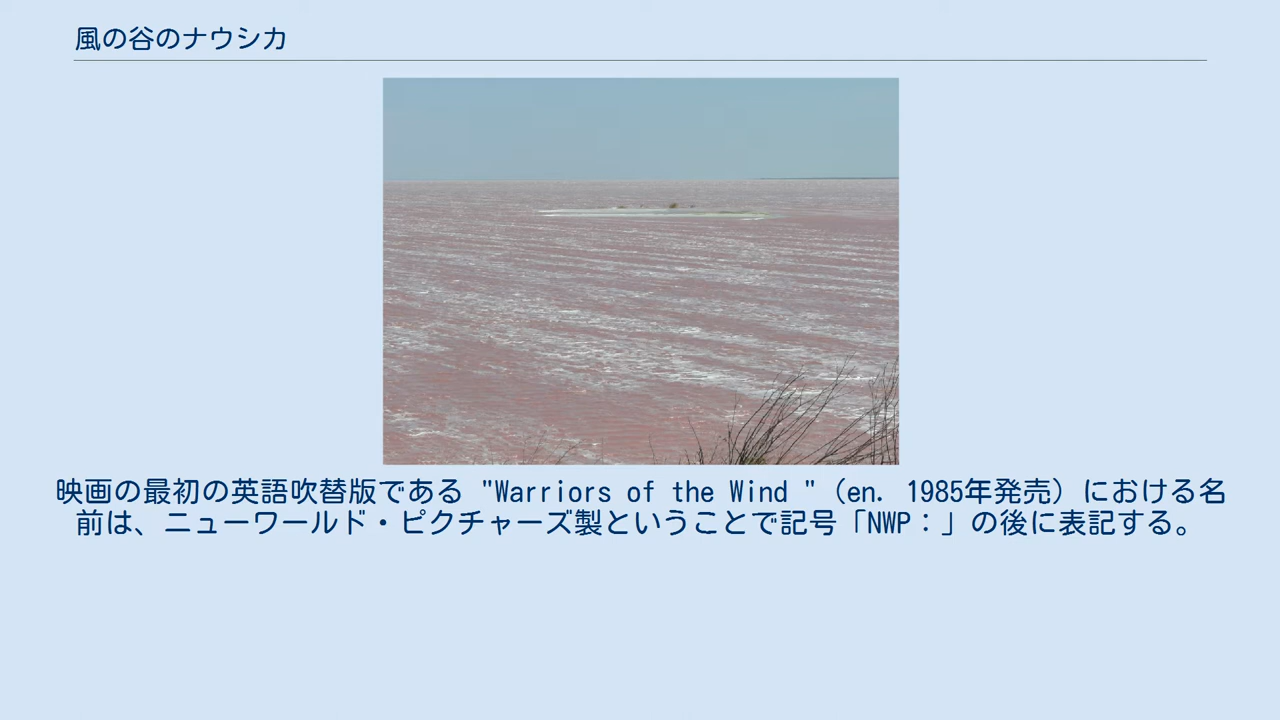 風の谷のナウシカ
映画の最初の英語吹替版である "Warriors of the Wind "（en. 1985年発売）における名
前は、ニューワールド・ピクチャーズ製ということで記号「NWP：」の後に表記する。